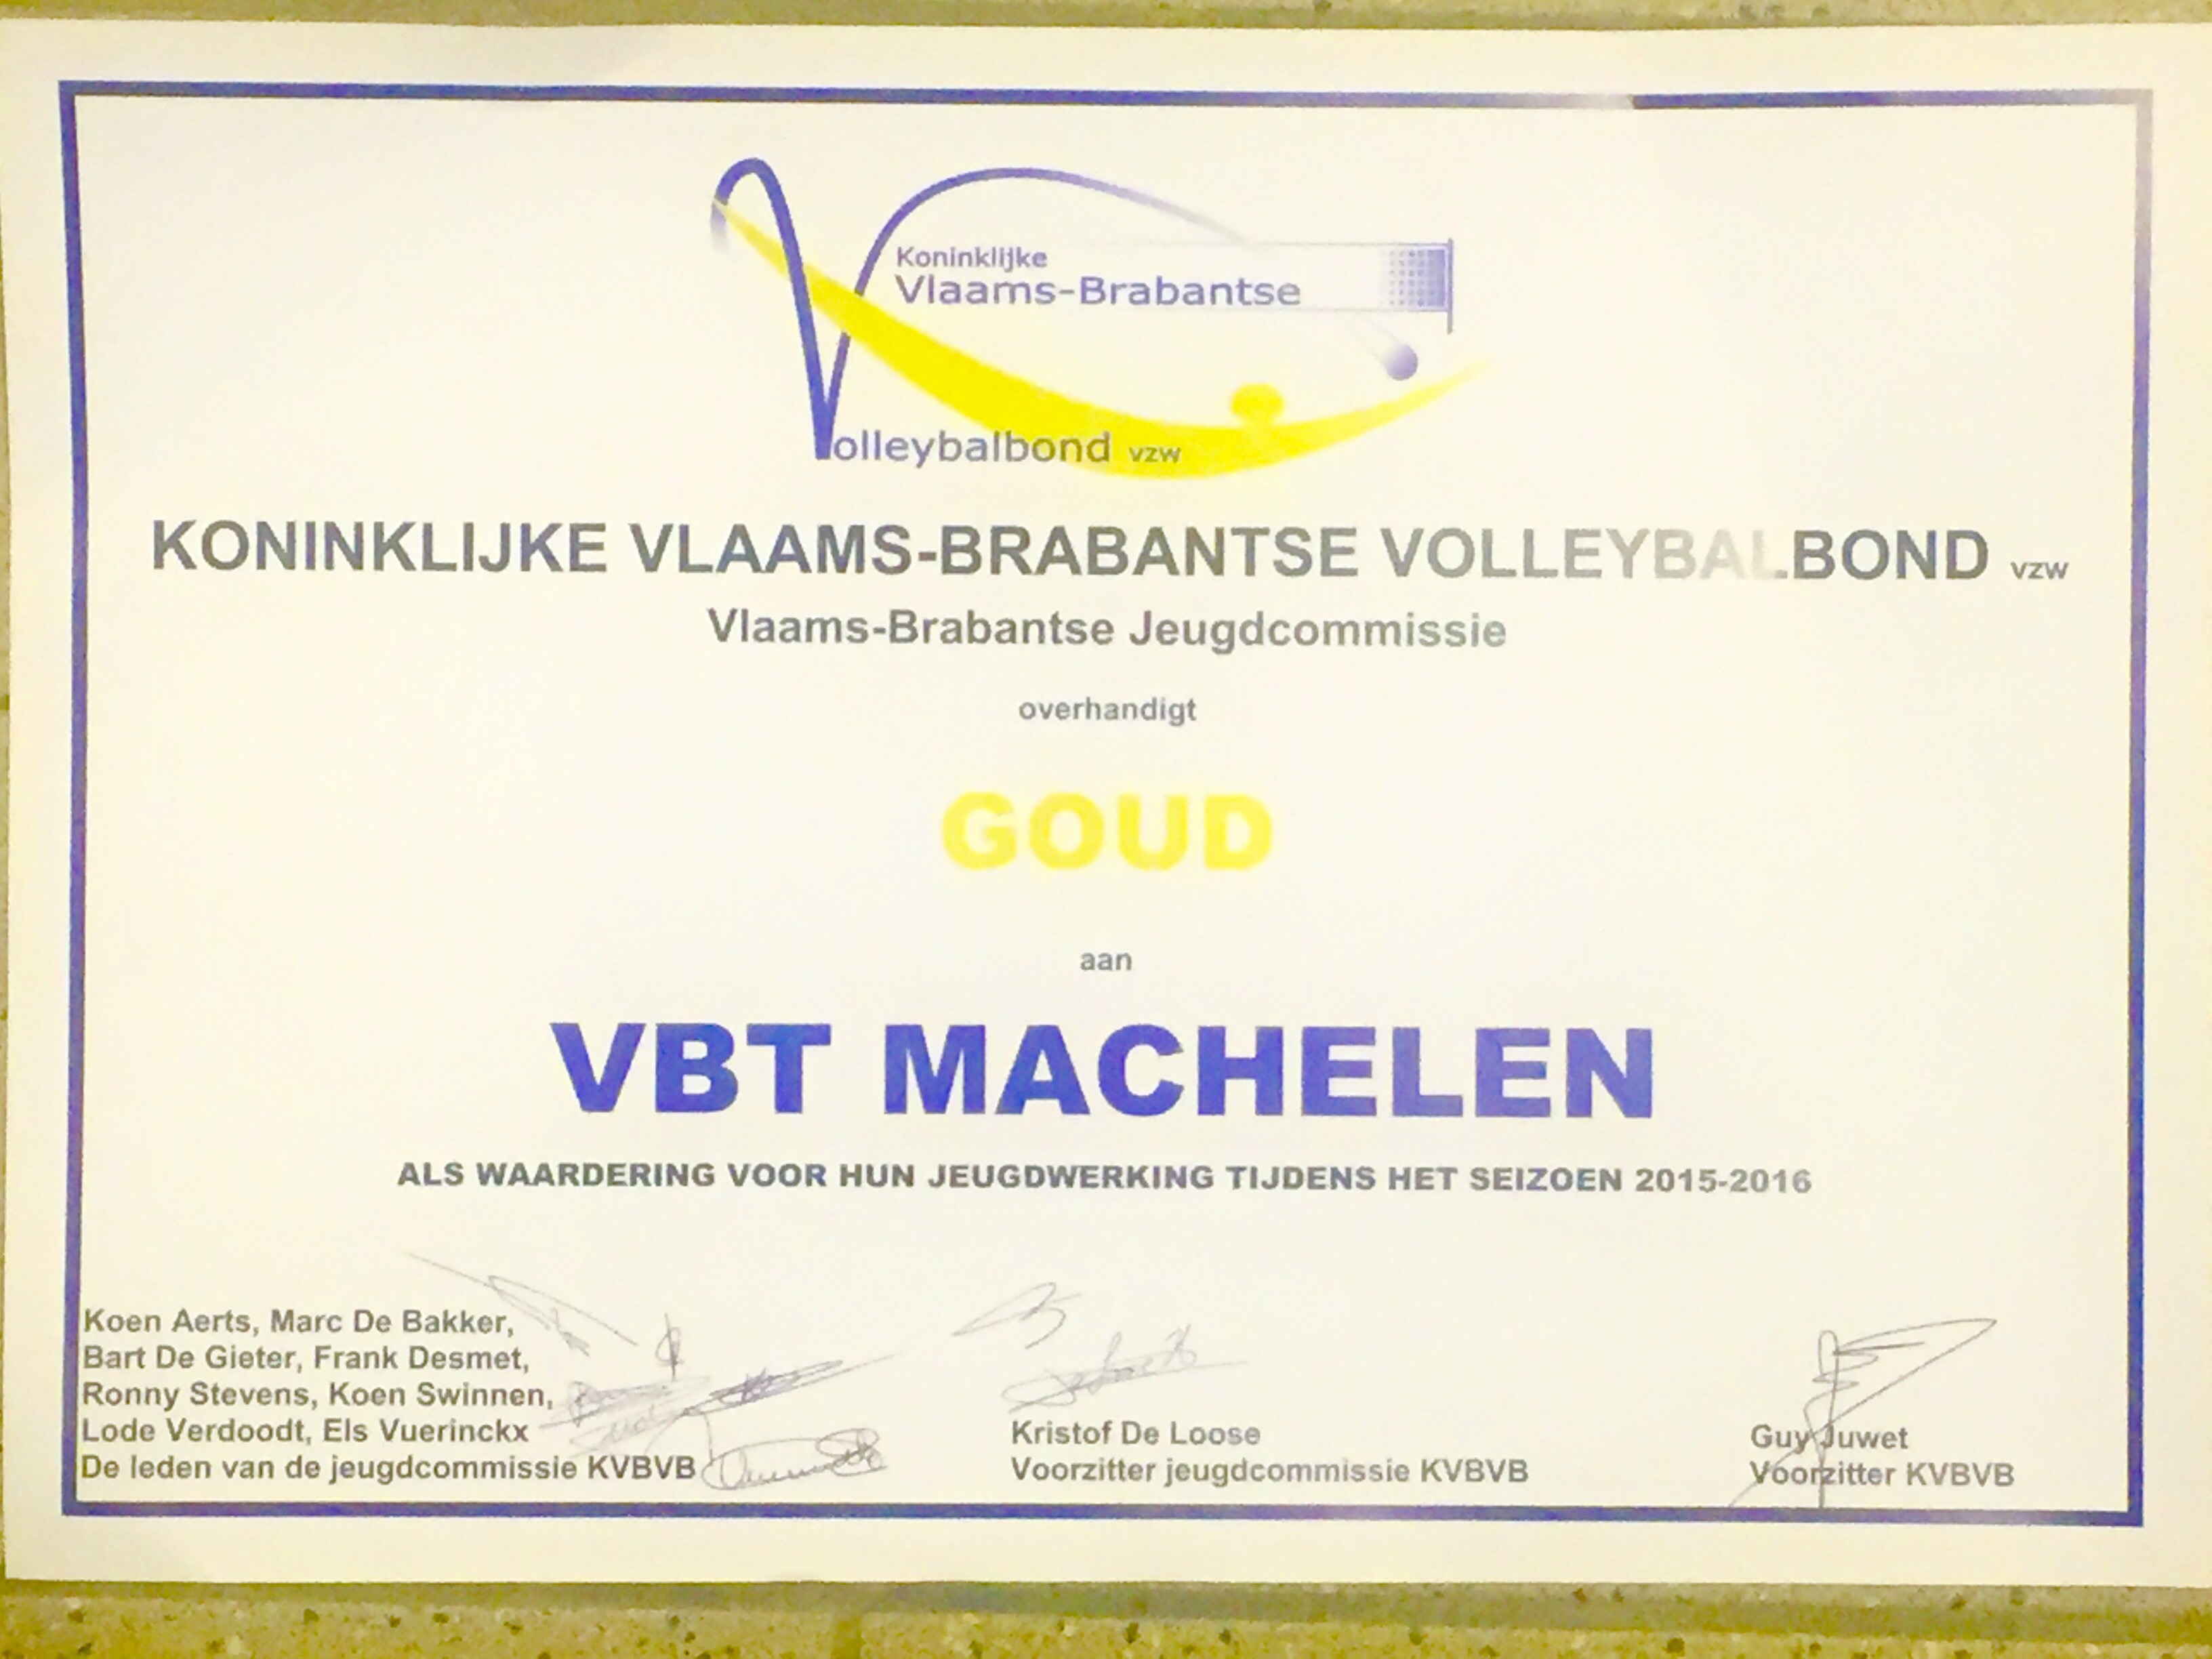 Koninklijke
Vlaams-Brabantse
Volleybalbond vzw
KONINKLIJKE VLAAMS-BRABANTSE VOLLEYBALBOND vzw
Vlaams-Brabantse Jeugdcommissie
overhandigt
GOUD
aan
VBT MACHELEN
ALS WAARDERING VOOR HUN JEUGDWERKING TIJDENS HET SEIZOEN 2015-2016
Koen Aerts, Marc De Bakker,
Bart De Gieter, Frank Desmet,
Ronny Stevens, Koen Swinnen,
Lode Verdoodt, Els Vuerinckx
De leden van de jeugdcommissie KVBVB
Kristof De Loose
Voorzitter jeugdcommissie KVBVB
Guy Juwet
Voorzitter KVBVB